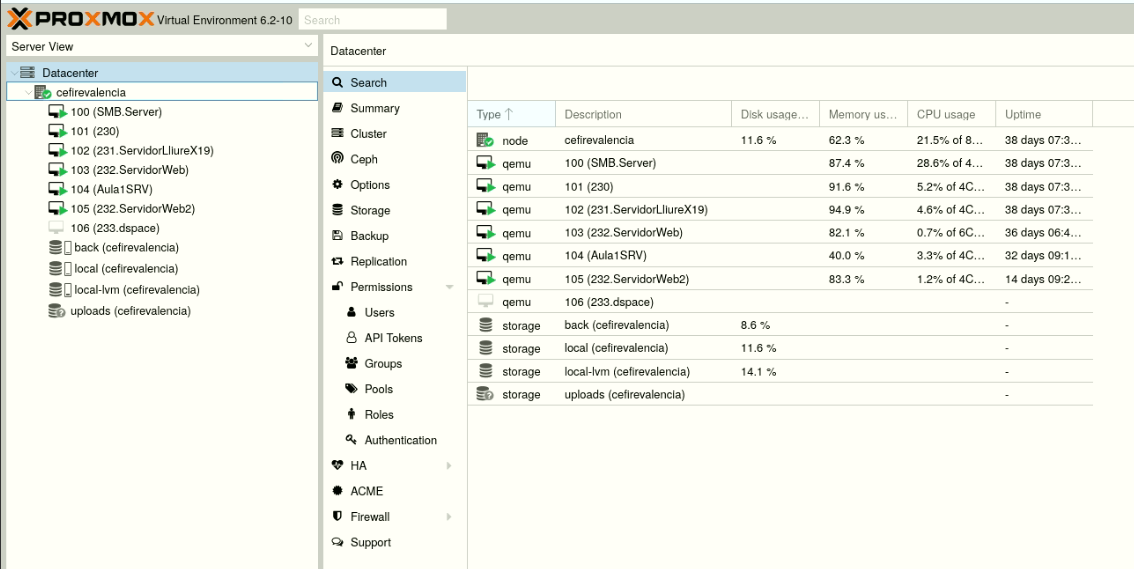 PROXMOX Virtual Environment 6.2-10 Search
Server View
Datacenter
cefirevalencia
100 (SMB.Server)
101 (230)
102 (231.ServidorLliureX19)
103 (232.ServidorWeb)
104 (Aula1SRV)
105 (232.ServidorWeb2)
106 (233.dspace)
back (cefirevalencia)
local (cefirevalencia)
local-lvm (cefirevalencia)
uploads (cefirevalencia)
Datacenter
Search
Summary
Cluster
Ceph
Options
Storage
Backup
Replication
Permissions
Users
API Tokens
Groups
Pools
Roles
Authentication
HA
ACME
Firewall
Support
Type Description Disk usage... Memory us... CPU usage Uptime
node cefirevalencia 11.6 % 62.3 % 21.5% of 8... 38 days 07:3...
qemu 100 (SMB.Server) 87.4 % 28.6% of 4... 38 days 07:3...
qemu 101 (230) 91.6 % 5.2% of 4C... 38 days 07:3...
qemu 102 (231.ServidorLliureX19) 94.9 % 4.6% of 4C... 38 days 07:3...
qemu 103 (232.ServidorWeb) 82.1 % 0.7% of 6C... 36 days 06:4...
qemu 104 (Aula1SRV) 40.0 % 3.3% of 4C... 32 days 09:1...
qemu 105 (232.ServidorWeb2) 83.3 % 1.2% of 4C... 14 days 09:2...
qemu 106 (233.dspace) -
storage back (cefirevalencia) 8.6 % -
storage local (cefirevalencia) 11.6 % -
storage local-lvm (cefirevalencia) 14.1 % -
storage uploads (cefirevalencia) -